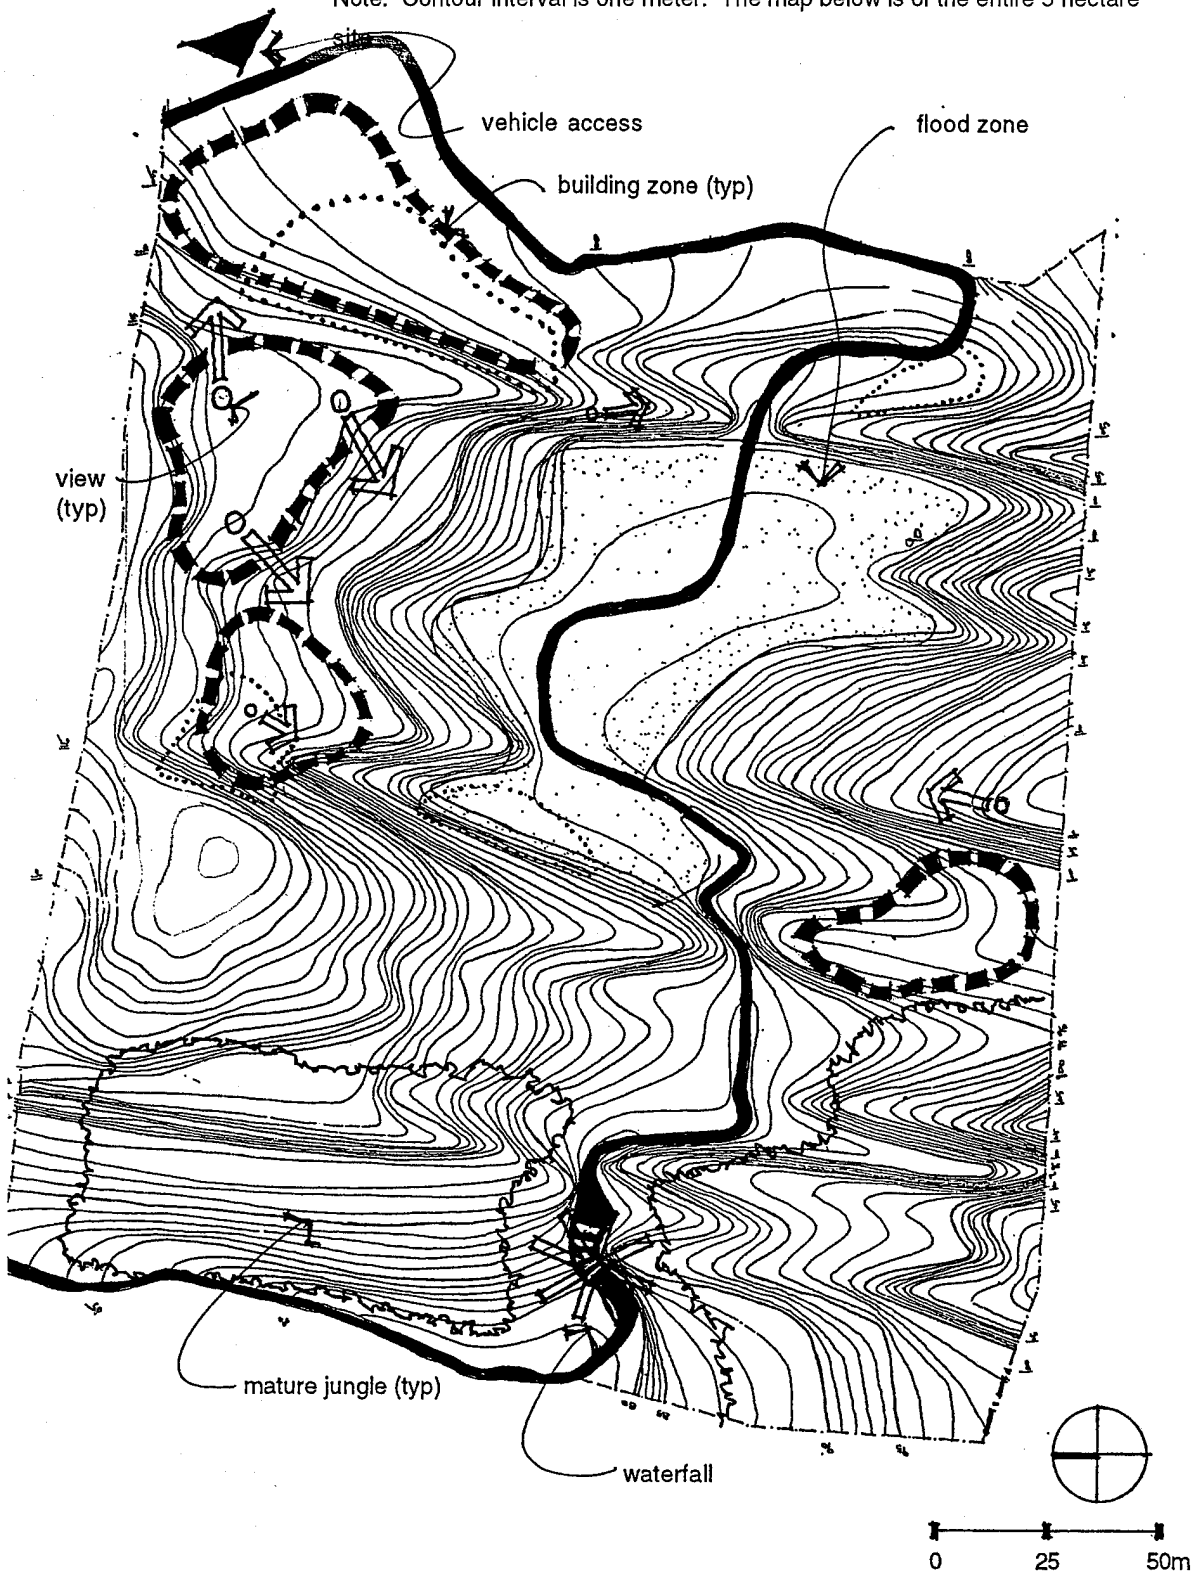 Note: Contour interval is one meter. The map below is of the entire 5 hectare
site
vehicle access
flood zone
building zone (typ)
view
(typ)
90
mature jungle (typ)
waterfall
0 25 50m